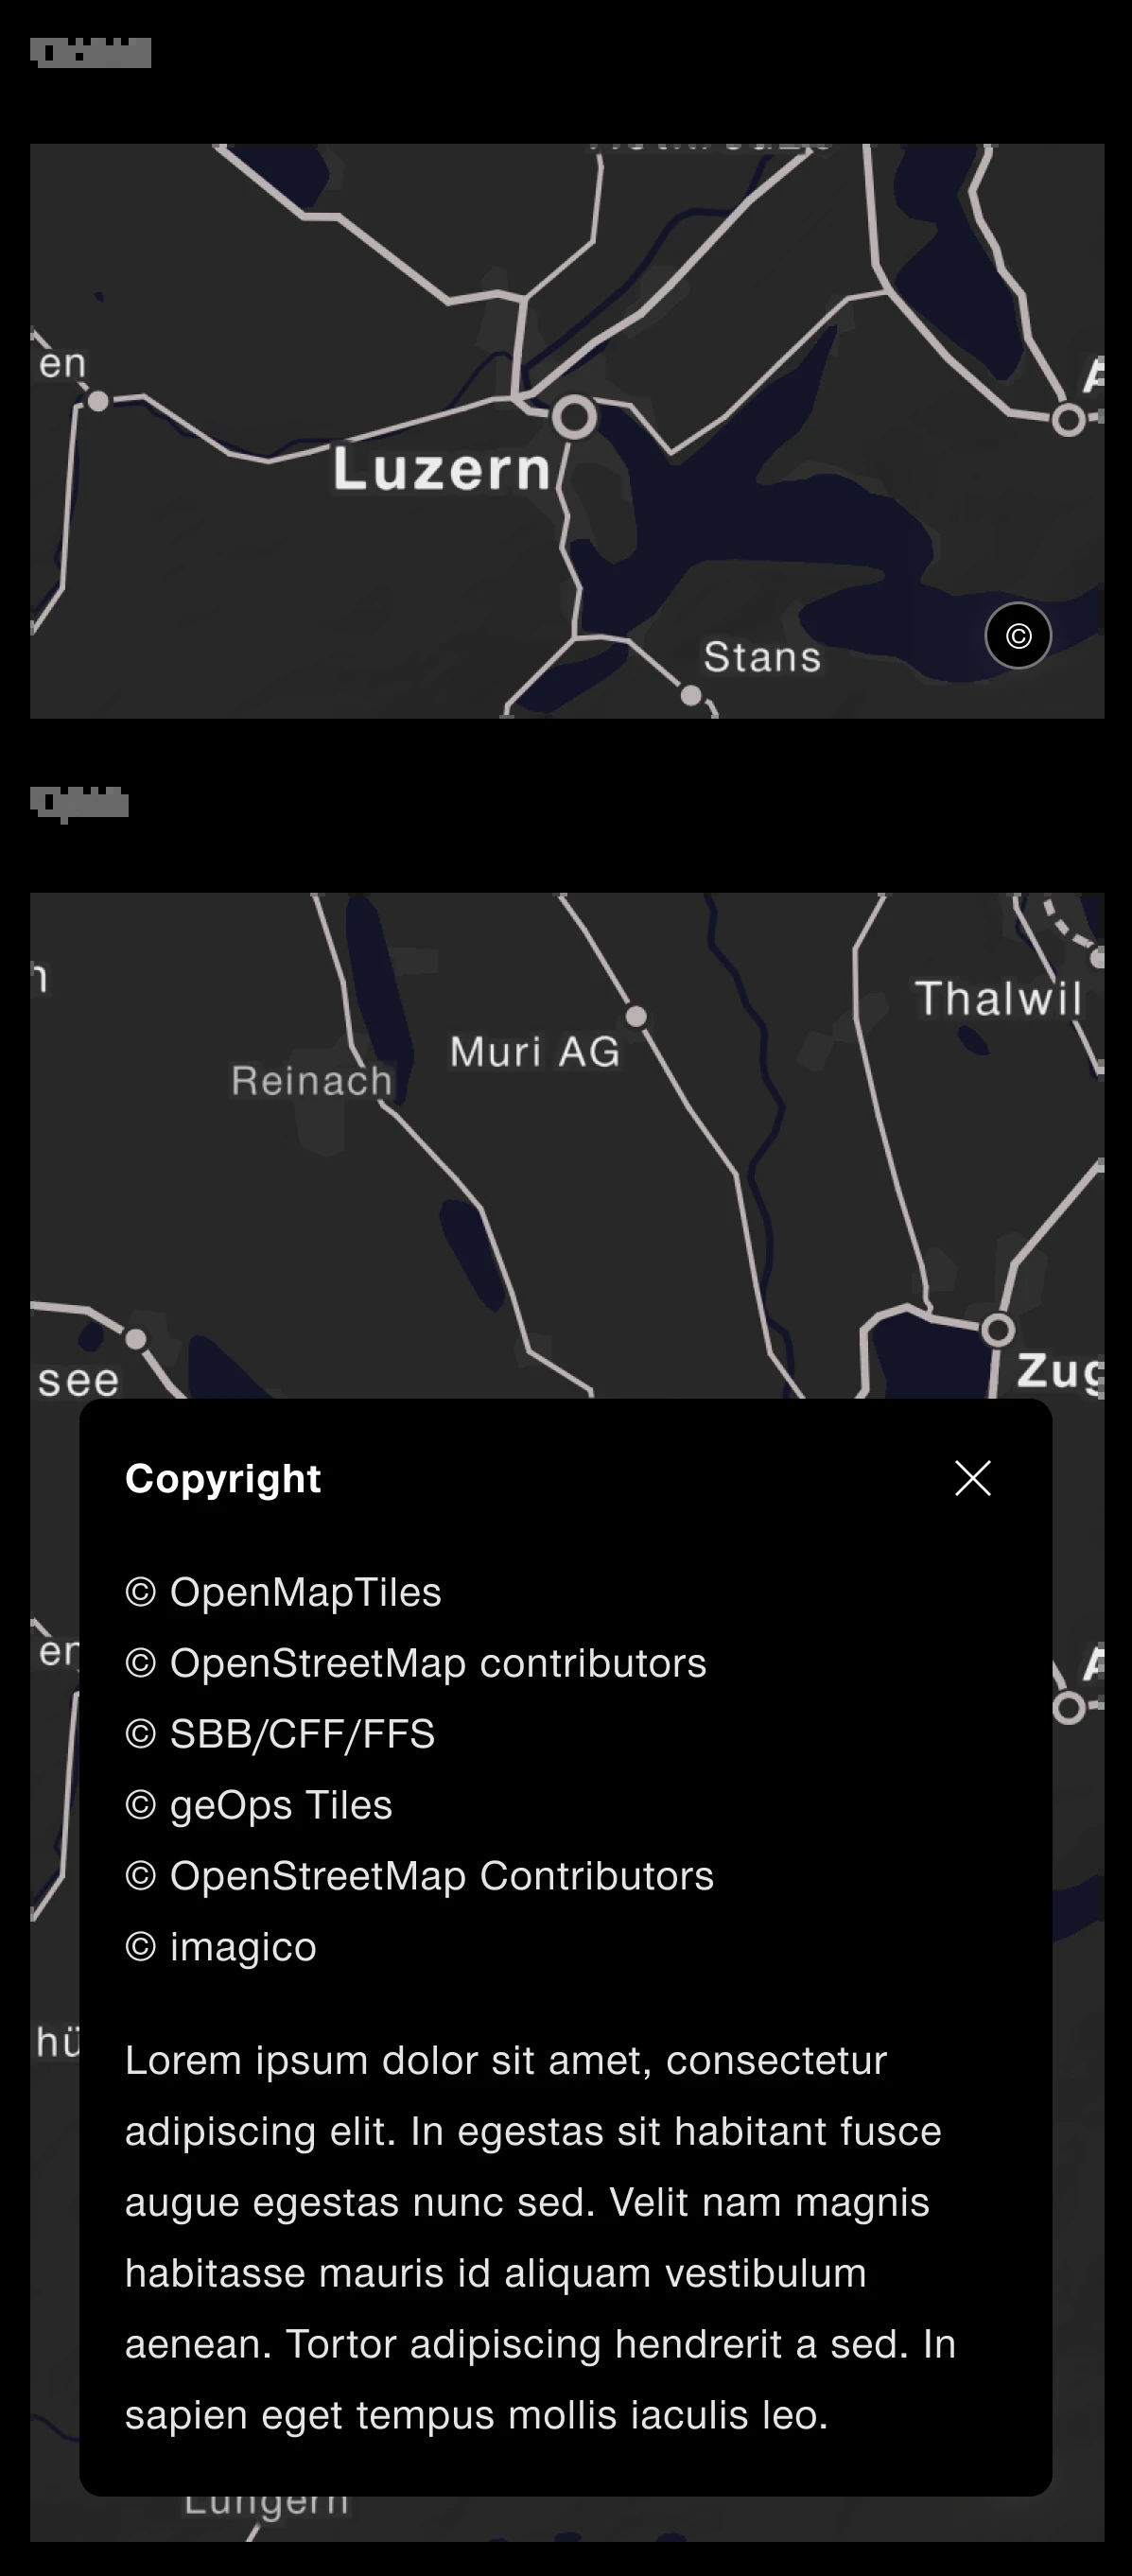 en
A
Luzern
©
Stans
n
Thalwil
Muri AG
Reinach
Zug
see
Copyright
© OpenMapTiles
en
© OpenStreetMap contributors
A
© SBB/CFF/FFS
© geOps Tiles
© OpenStreetMap Contributors
© imagico
hü
Lorem ipsum dolor sit amet, consectetur
adipiscing elit. In egestas sit habitant fusce
augue egestas nunc sed. Velit nam magnis
habitasse mauris id aliquam vestibulum
aenean. Tortor adipiscing hendrerit a sed. In
sapien eget tempus mollis iaculis leo.
Lungern